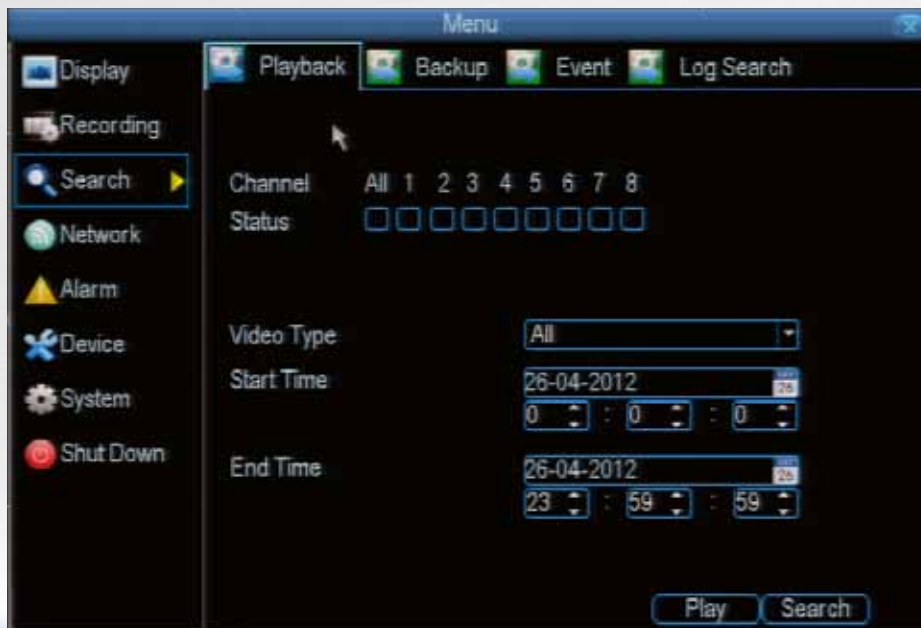 Menu
Display
Recording
Search
Network
Alarm
Device
System
Shut Down
Playback Backup Event Log Search
Channel All 1 2 3 4 5 6 7 8
Status
Video Type All
Start Time 26-04-2012
0 : 0 : 0
End Time 26-04-2012
23 : 59 : 59
Play Search